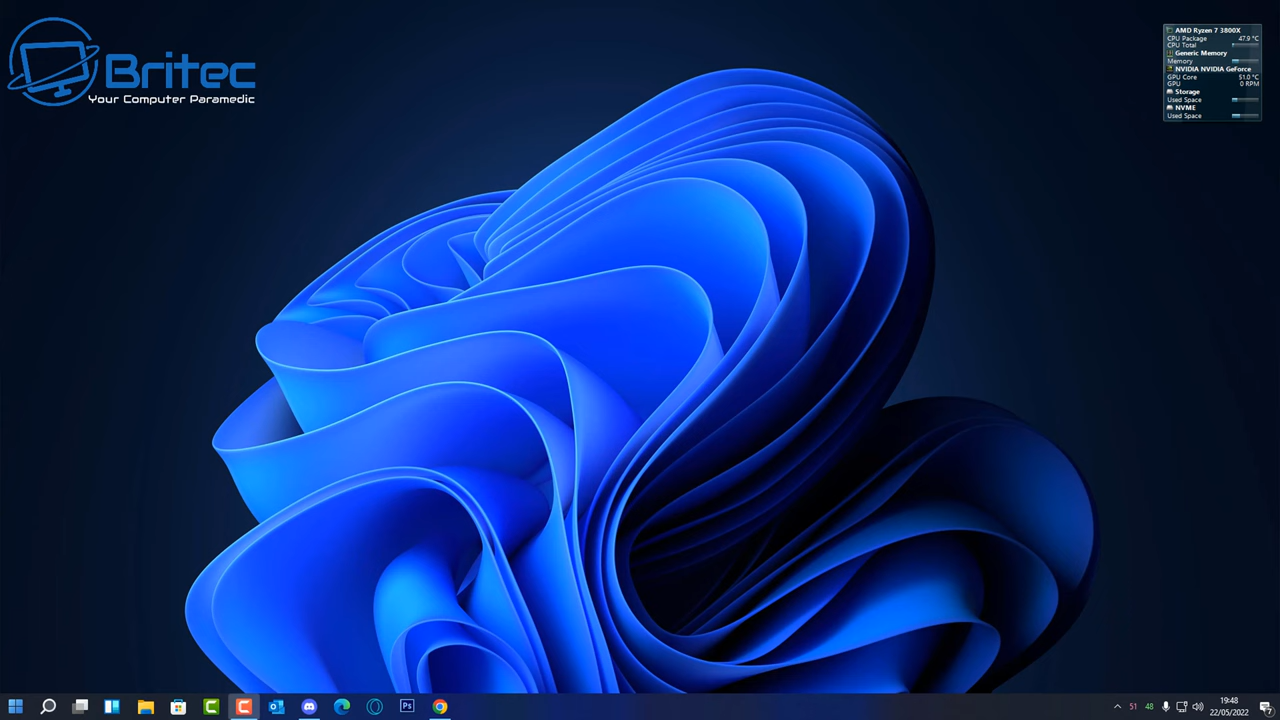 Britec
Your Computer Paramedic
AMD Ryzen 7 3800X
CPU Package 47.9 °C
CPU Total
Generic Memory
Memory
NVIDIA NVIDIA GeForce
GPU Core 51.0 °C
GPU 0 RPM
Storage
Used Space
NVME
Used Space
Ps
51 48
19:48
22/05/2022
7